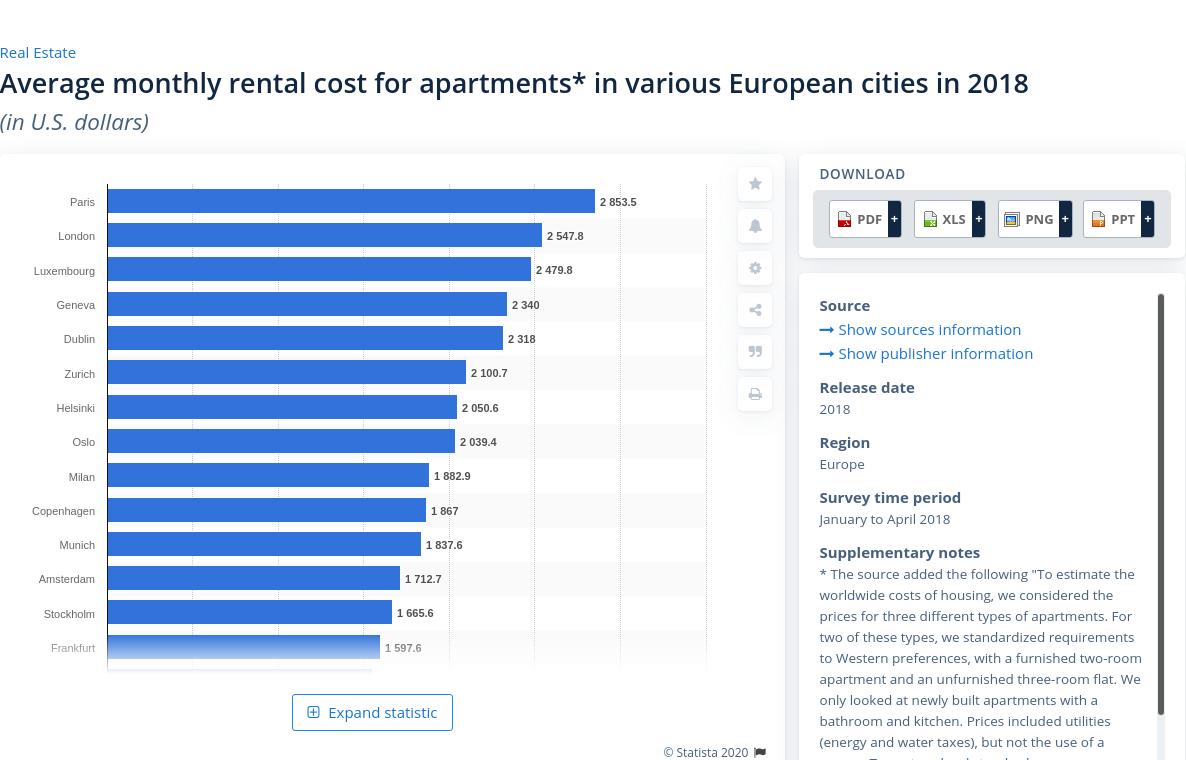 Real Estate
Average monthly rental cost for apartments* in various European cities in 2018
(in U.S. dollars)
Paris 2 853.5
London 2 547.8
Luxembourg 2 479.8
Geneva 2 340
Dublin 2 318
Zurich 2 100.7
Helsinki 2 050.6
Oslo 2 039.4
Milan 1 882.9
Copenhagen 1 867
Munich 1 837.6
Amsterdam 1 712.7
Stockholm 1 665.6
Frankfurt 1 597.6
Expand statistic
© Statista 2020
DOWNLOAD
PDF + XLS + PNG + PPT +
Source
Show sources information
Show publisher information
Release date
2018
Region
Europe
Survey time period
January to April 2018
Supplementary notes
* The source added the following "To estimate the
worldwide costs of housing, we considered the
prices for three different types of apartments. For
two of these types, we standardized requirements
to Western preferences, with a furnished two-room
apartment and an unfurnished three-room flat. We
only looked at newly built apartments with a
bathroom and kitchen. Prices included utilities
(energy and water taxes), but not the use of a